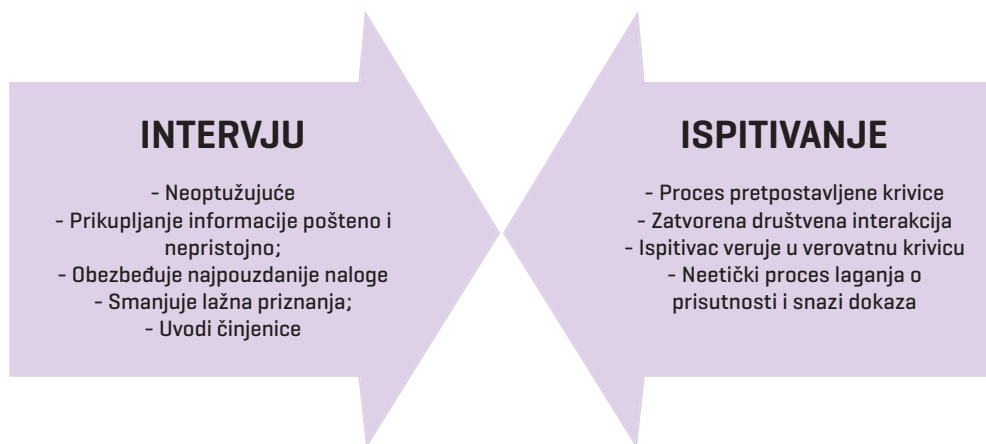 INTERVJU
- Neoptužujuće
- Prikupljanje informacije pošteno i
nepristojno;
- Obezbeđuje najpouzdanije naloge
- Smanjuje lažna priznanja;
- Uvodi činjenice
ISPITIVANJE
- Proces pretpostavljene krivice
- Zatvorena društvena interakcija
- Ispitivac veruje u verovatnu krivicu
- Neetički proces laganja o
prisutnosti i snazi dokaza